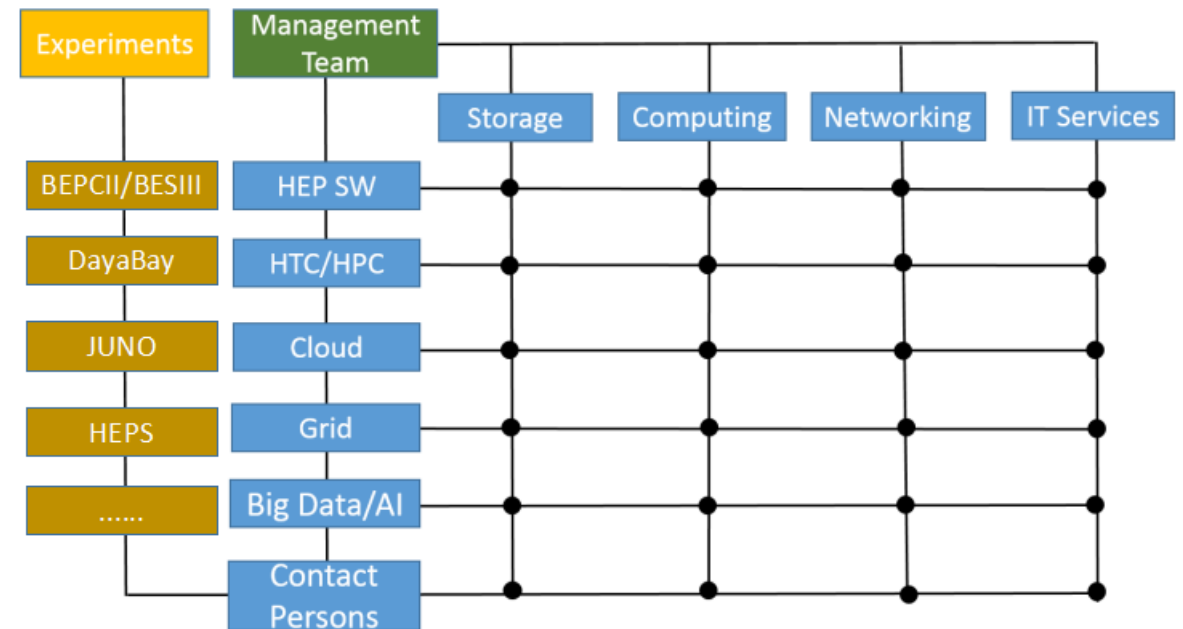 Experiments
Management
Team
Storage
Computing
Networking
IT Services
BEPCII/BESIII
HEP SW
DayaBay
HTC/HPC
JUNO
Cloud
HEPS
Grid
......
Big Data/AI
Contact
Persons